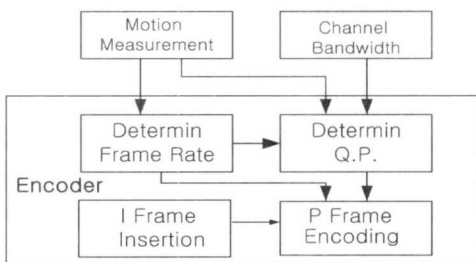 Motion
Measurement
Channel
Bandwidth
Determin
Frame Rate
Determin
Q.P.
Encoder
I Frame
Insertion
P Frame
Encoding